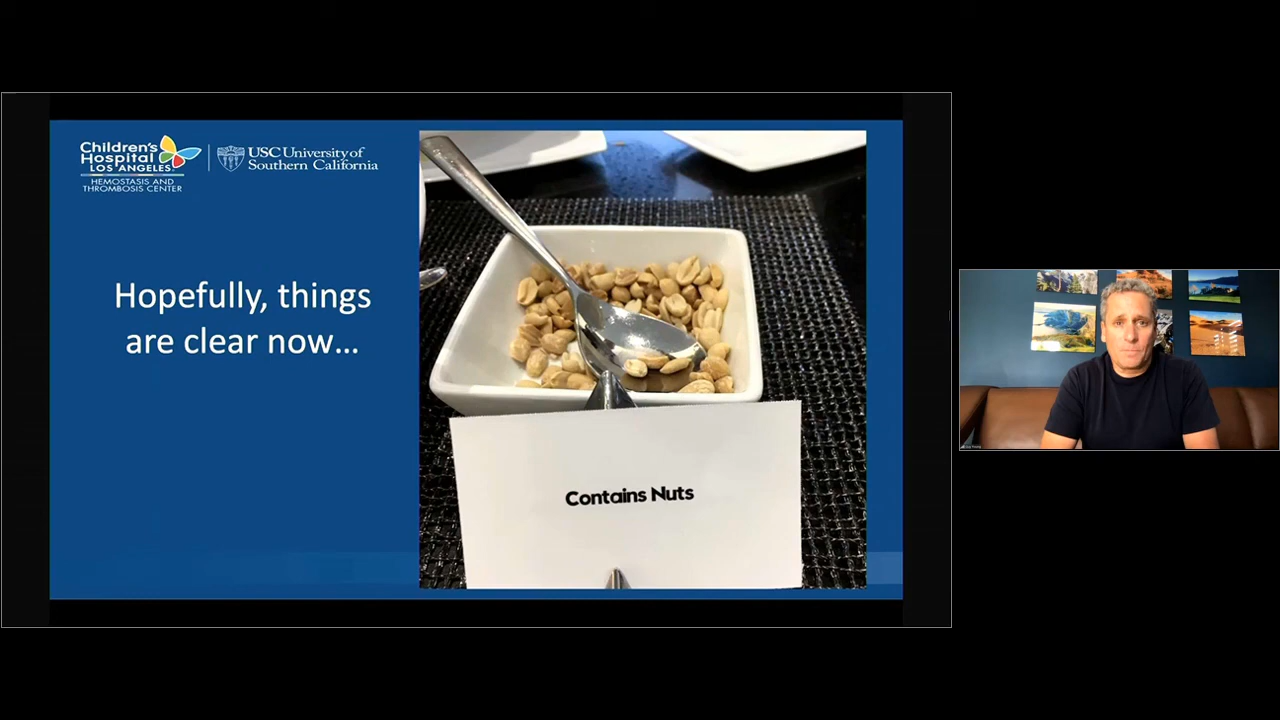 Children's
Hospital
LOS ANGELES
HEMOSTASIS AND
THROMBOSIS CENTER
USC University of
Southern California
Hopefully, things
are clear now...
Contains Nuts